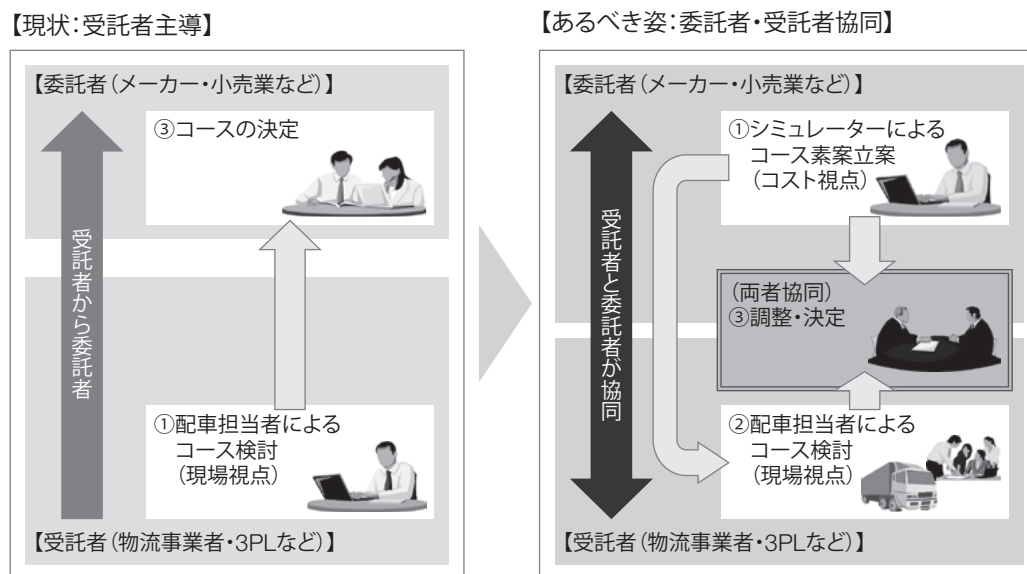 【現状：受託者主導】
【委託者（メーカー・小売業など）】
③コースの決定
受託者から委託者
①配車担当者による
コース検討
（現場視点）
【受託者（物流事業者・3PLなど）】
【あるべき姿：委託者・受託者協同】
【委託者（メーカー・小売業など）】
①シミュレーターによる
コース素案立案
（コスト視点）
受託者と委託者が協同
（両者協同）
③調整・決定
②配車担当者による
コース検討
（現場視点）
【受託者（物流事業者・3PLなど）】